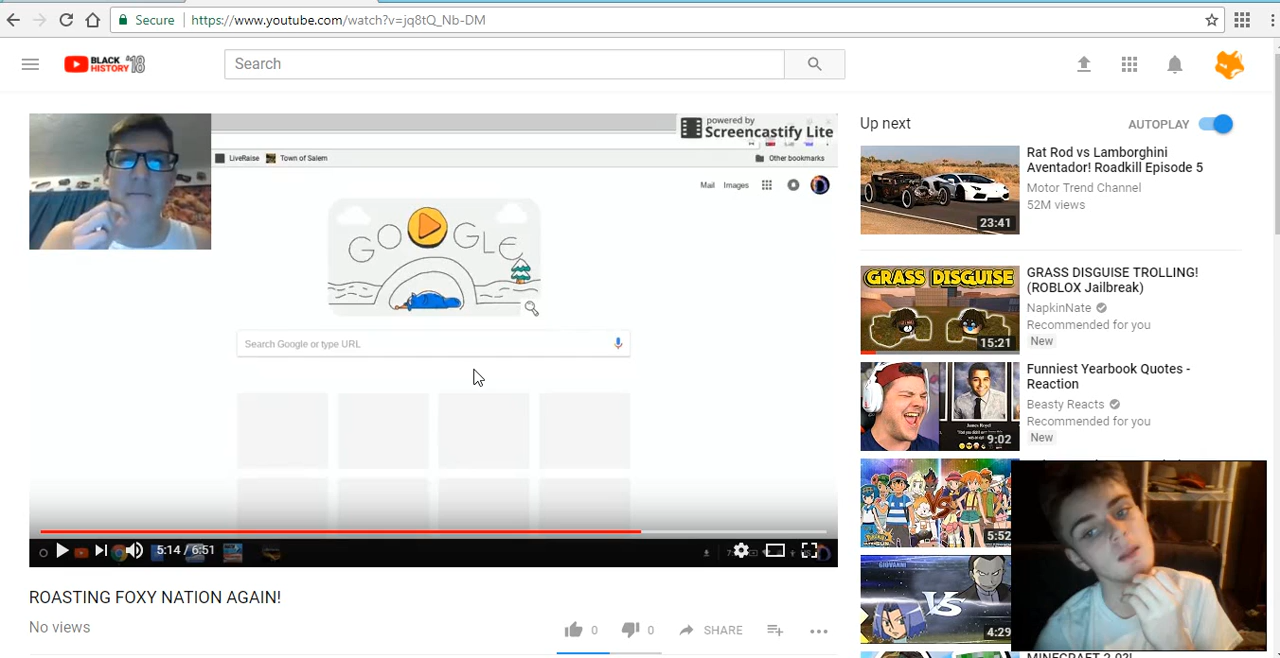 Secure https://www.youtube.com/watch?v=jq8tQ_Nb-DM
BLACK HISTORY '18
Search
powered by
Screencastify Lite
LiveRaise Town of Salem Other bookmarks
Mail Images
GOGLE
Search Google or type URL
5:14 / 6:51
ROASTING FOXY NATION AGAIN!
No views
0 0 SHARE
Up next AUTOPLAY
23:41
Rat Rod vs Lamborghini
Aventador! Roadkill Episode 5
Motor Trend Channel
52M views
GRASS DISGUISE
15:21
GRASS DISGUISE TROLLING!
(ROBLOX Jailbreak)
NapkinNate
Recommended for you
New
9:02
Funniest Yearbook Quotes -
Reaction
Beasty Reacts
Recommended for you
New
VS
5:52
GIOVANNI
VS
4:29